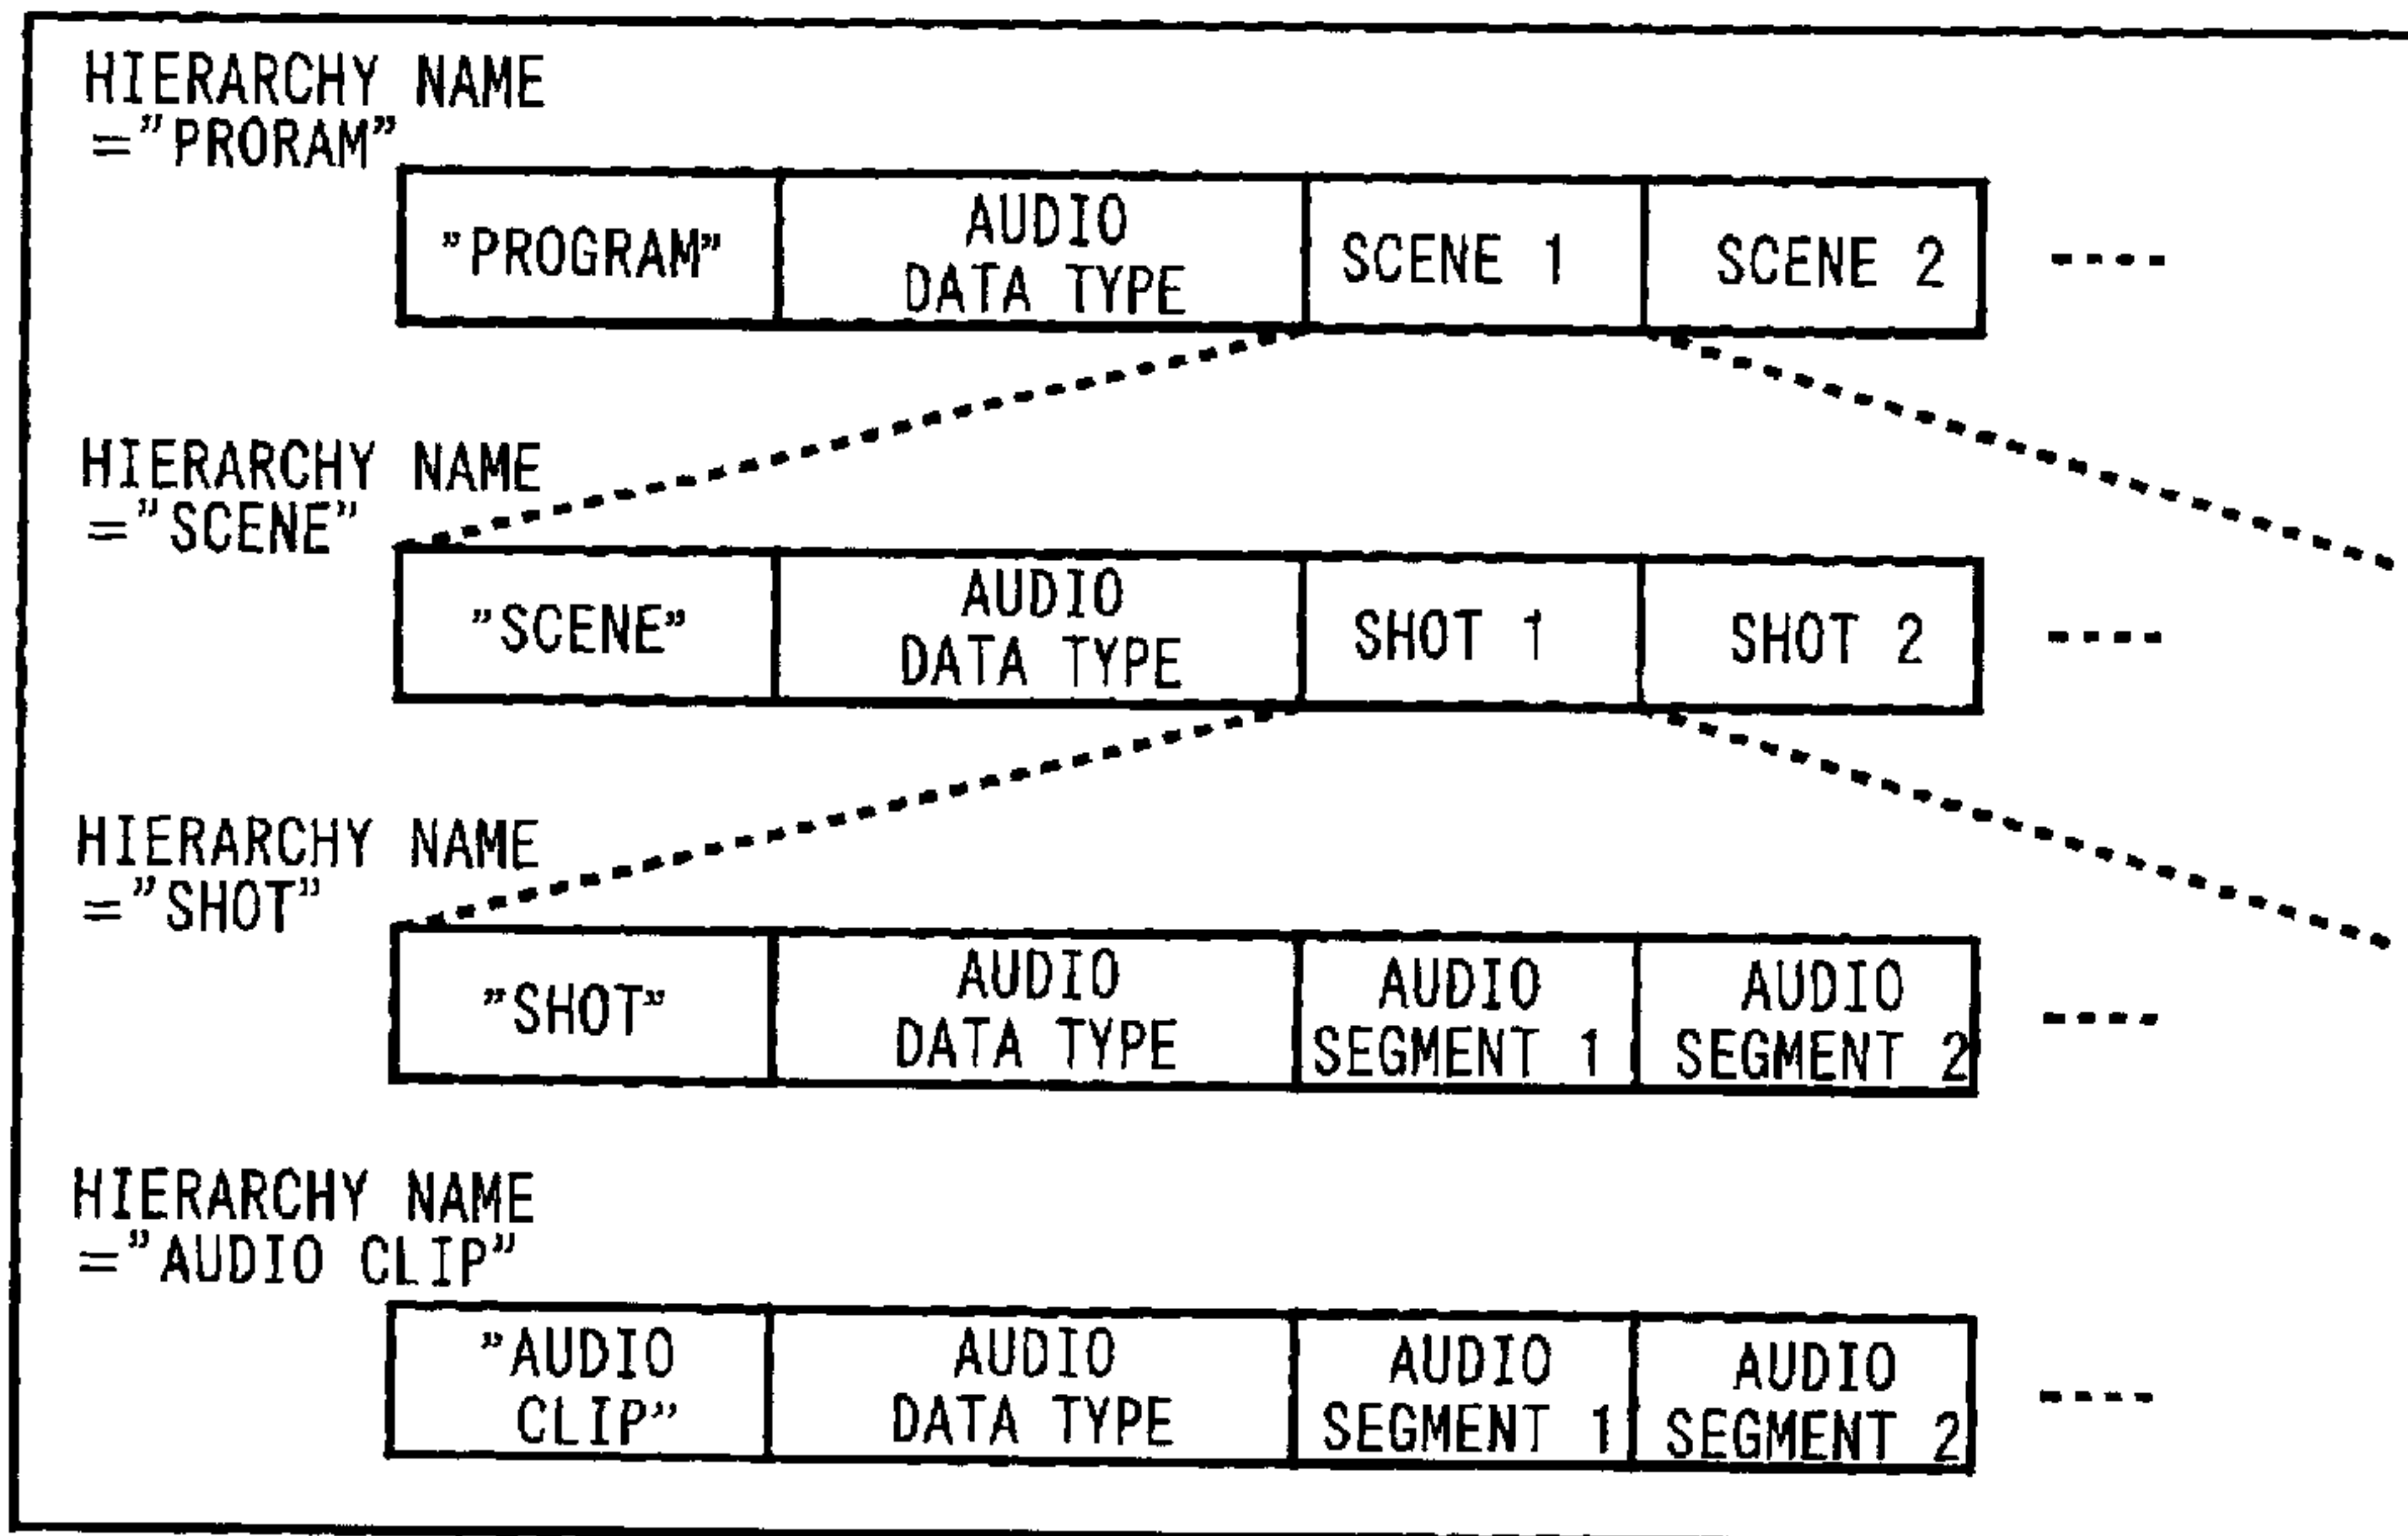 HIERARCHY NAME
="PRORAM"
"PROGRAM"
AUDIO
DATA TYPE
SCENE 1
SCENE 2
HIERARCHY NAME
="SCENE"
"SCENE"
AUDIO
DATA TYPE
SHOT 1
SHOT 2
HIERARCHY NAME
="SHOT"
"SHOT"
AUDIO
DATA TYPE
AUDIO
SEGMENT 1
AUDIO
SEGMENT 2
HIERARCHY NAME
="AUDIO CLIP"
"AUDIO
CLIP"
AUDIO
DATA TYPE
AUDIO
SEGMENT 1
AUDIO
SEGMENT 2